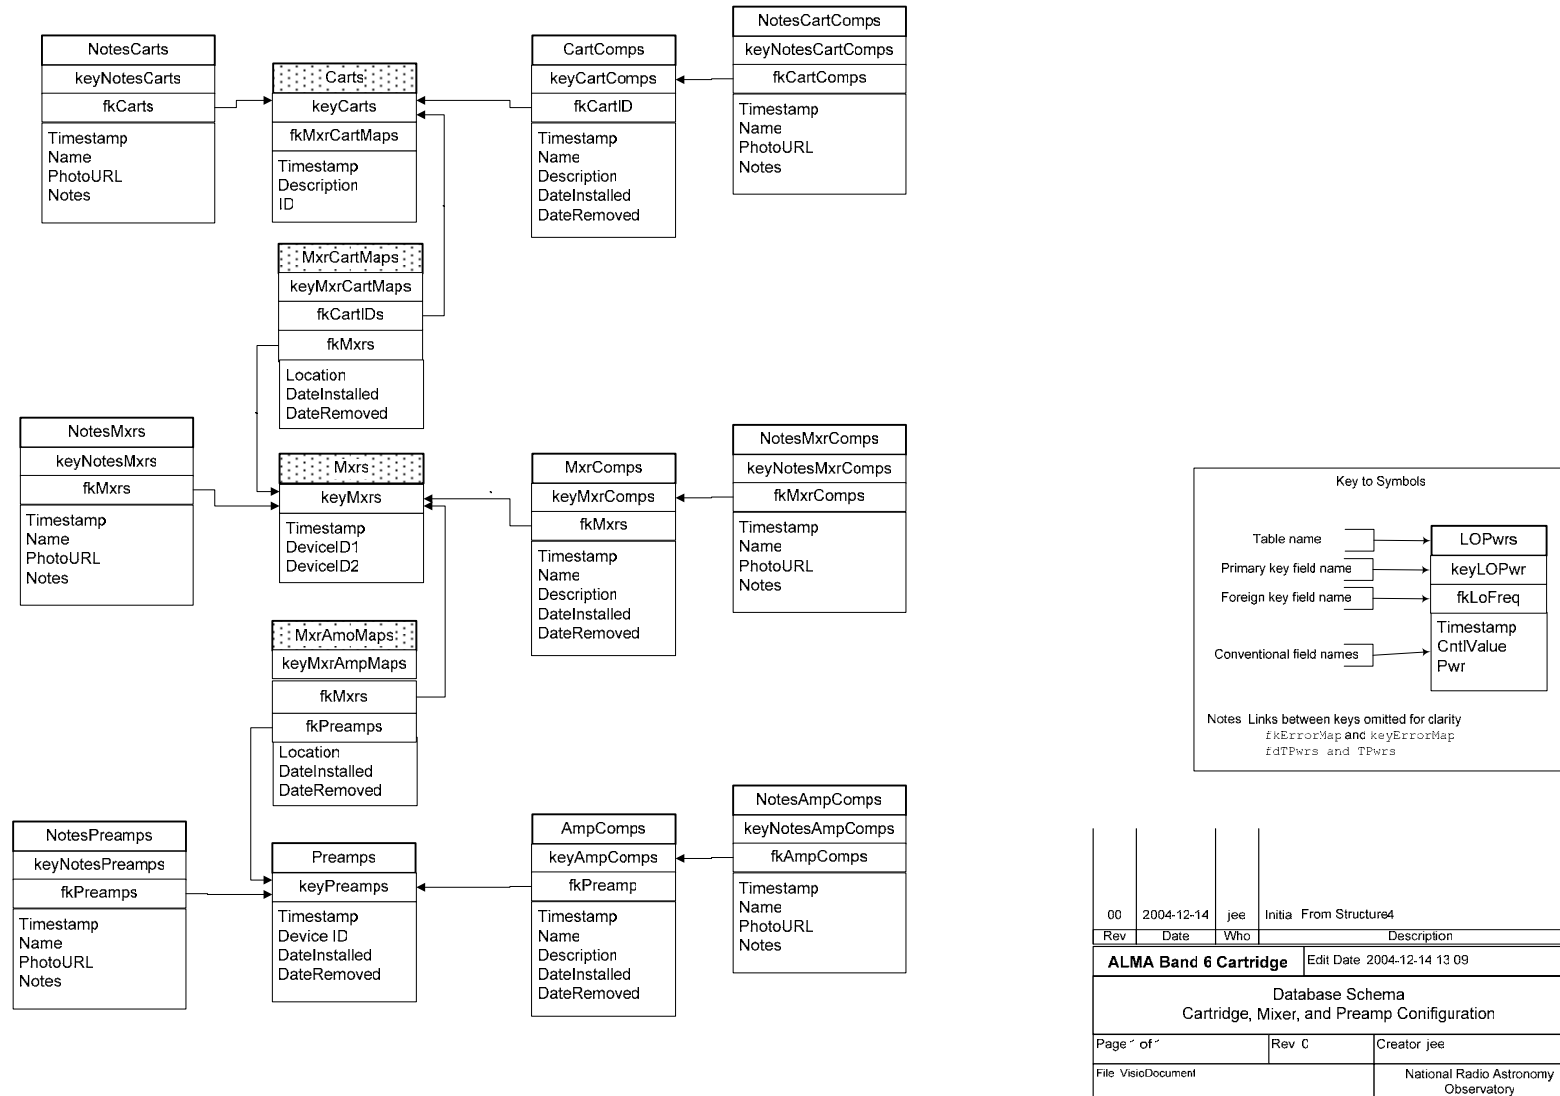 NotesCarts
keyNotesCarts
fkCarts
Timestamp
Name
PhotoURL
Notes
Carts
keyCarts
fkMxrCartMaps
Timestamp
Description
ID
CartComps
keyCartComps
fkCartID
Timestamp
Name
Description
DateInstalled
DateRemoved
NotesCartComps
keyNotesCartComps
fkCartComps
Timestamp
Name
PhotoURL
Notes
MxrCartMaps
keyMxrCartMaps
fkCartIDs
fkMxrs
Location
DateInstalled
DateRemoved
NotesMxrs
keyNotesMxrs
fkMxrs
Timestamp
Name
PhotoURL
Notes
Mxrs
keyMxrs
Timestamp
DeviceID1
DeviceID2
MxrComps
keyMxrComps
fkMxrs
Timestamp
Name
Description
DateInstalled
DateRemoved
NotesMxrComps
keyNotesMxrComps
fkMxrComps
Timestamp
Name
PhotoURL
Notes
MxrAmoMaps
keyMxrAmpMaps
fkMxrs
fkPreamps
Location
DateInstalled
DateRemoved
NotesPreamps
keyNotesPreamps
fkPreamps
Timestamp
Name
PhotoURL
Notes
Preamps
keyPreamps
Timestamp
Device ID
DateInstalled
DateRemoved
AmpComps
keyAmpComps
fkPreamp
Timestamp
Name
Description
DateInstalled
DateRemoved
NotesAmpComps
keyNotesAmpComps
fkAmpComps
Timestamp
Name
PhotoURL
Notes
Key to Symbols
Table name
Primary key field name
Foreign key field name
Conventional field names
LOPwrs
keyLOPwr
fkLoFreq
Timestamp
CntlValue
Pwr
Notes Links between keys omitted for clarity
fkErrorMap and keyErrorMap
fdTPwrs and TPwrs
00 2004-12-14 jee Initia From Structure4
Rev Date Who Description
ALMA Band 6 Cartridge Edit Date 2004-12-14 13 09
Database Schema
Cartridge, Mixer, and Preamp Configuration
Page of Rev 0 Creator jee
File VisioDocument
National Radio Astronomy
Observatory